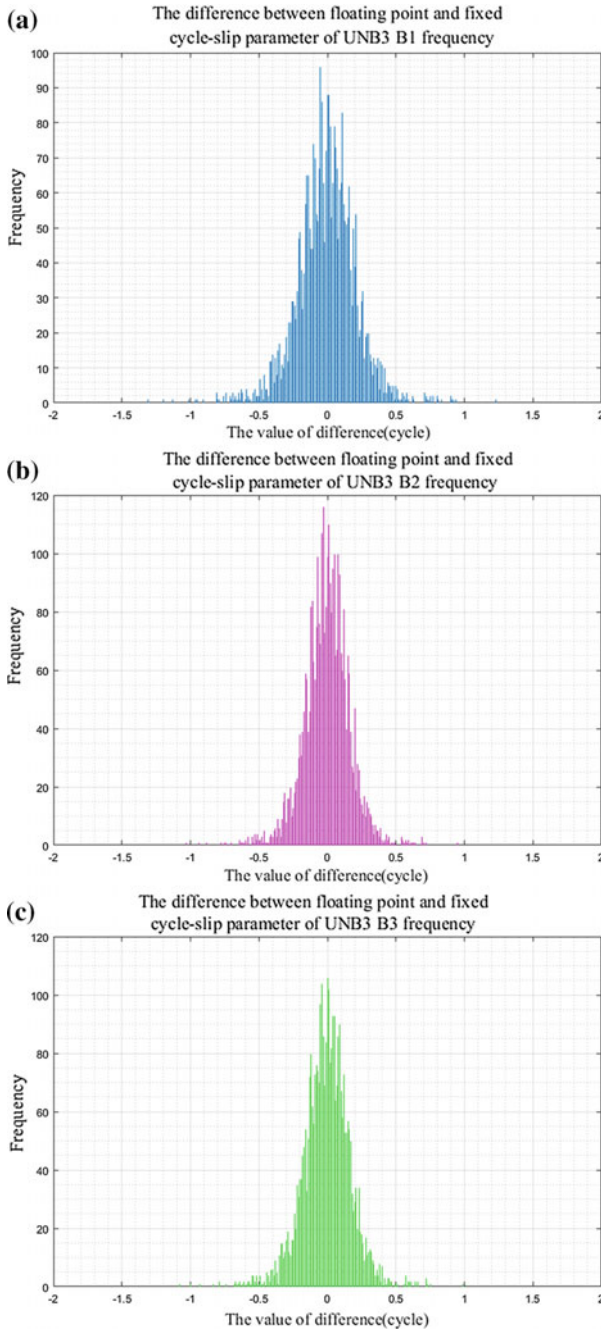 (a)
The difference between floating point and fixed
cycle-slip parameter of UNB3 B1 frequency
100
90
80
70
60
50
40
30
20
10
0
Frequency
-2 -1.5 -1 -0.5 0 0.5 1 1.5 2
The value of difference(cycle)
(b)
The difference between floating point and fixed
cycle-slip parameter of UNB3 B2 frequency
120
100
80
60
40
20
0
Frequency
-2 -1.5 -1 -0.5 0 0.5 1 1.5 2
The value of difference(cycle)
(c)
The difference between floating point and fixed
cycle-slip parameter of UNB3 B3 frequency
120
100
80
60
40
20
0
Frequency
-2 -1.5 -1 -0.5 0 0.5 1 1.5 2
The value of difference(cycle)